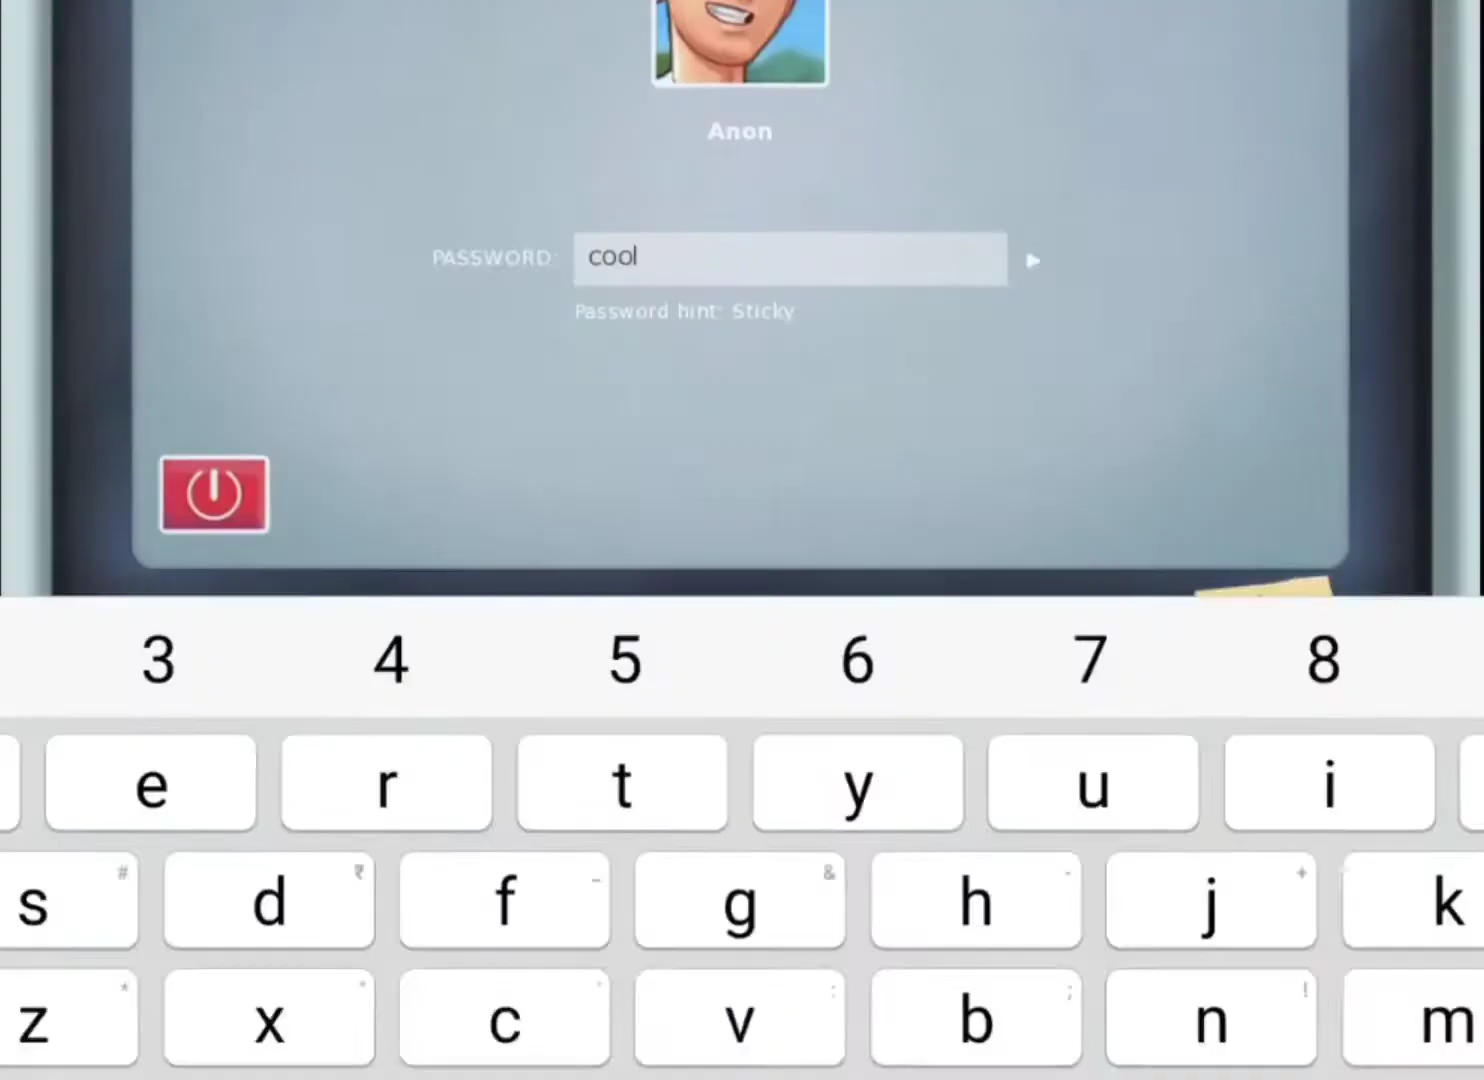 Anon
PASSWORD: cool
Password hint: Sticky
3 4 5 6 7 8
e r t y u i
s # d ₹ f _ g & h - j + k
z * x " c ' v : b ; n ! m